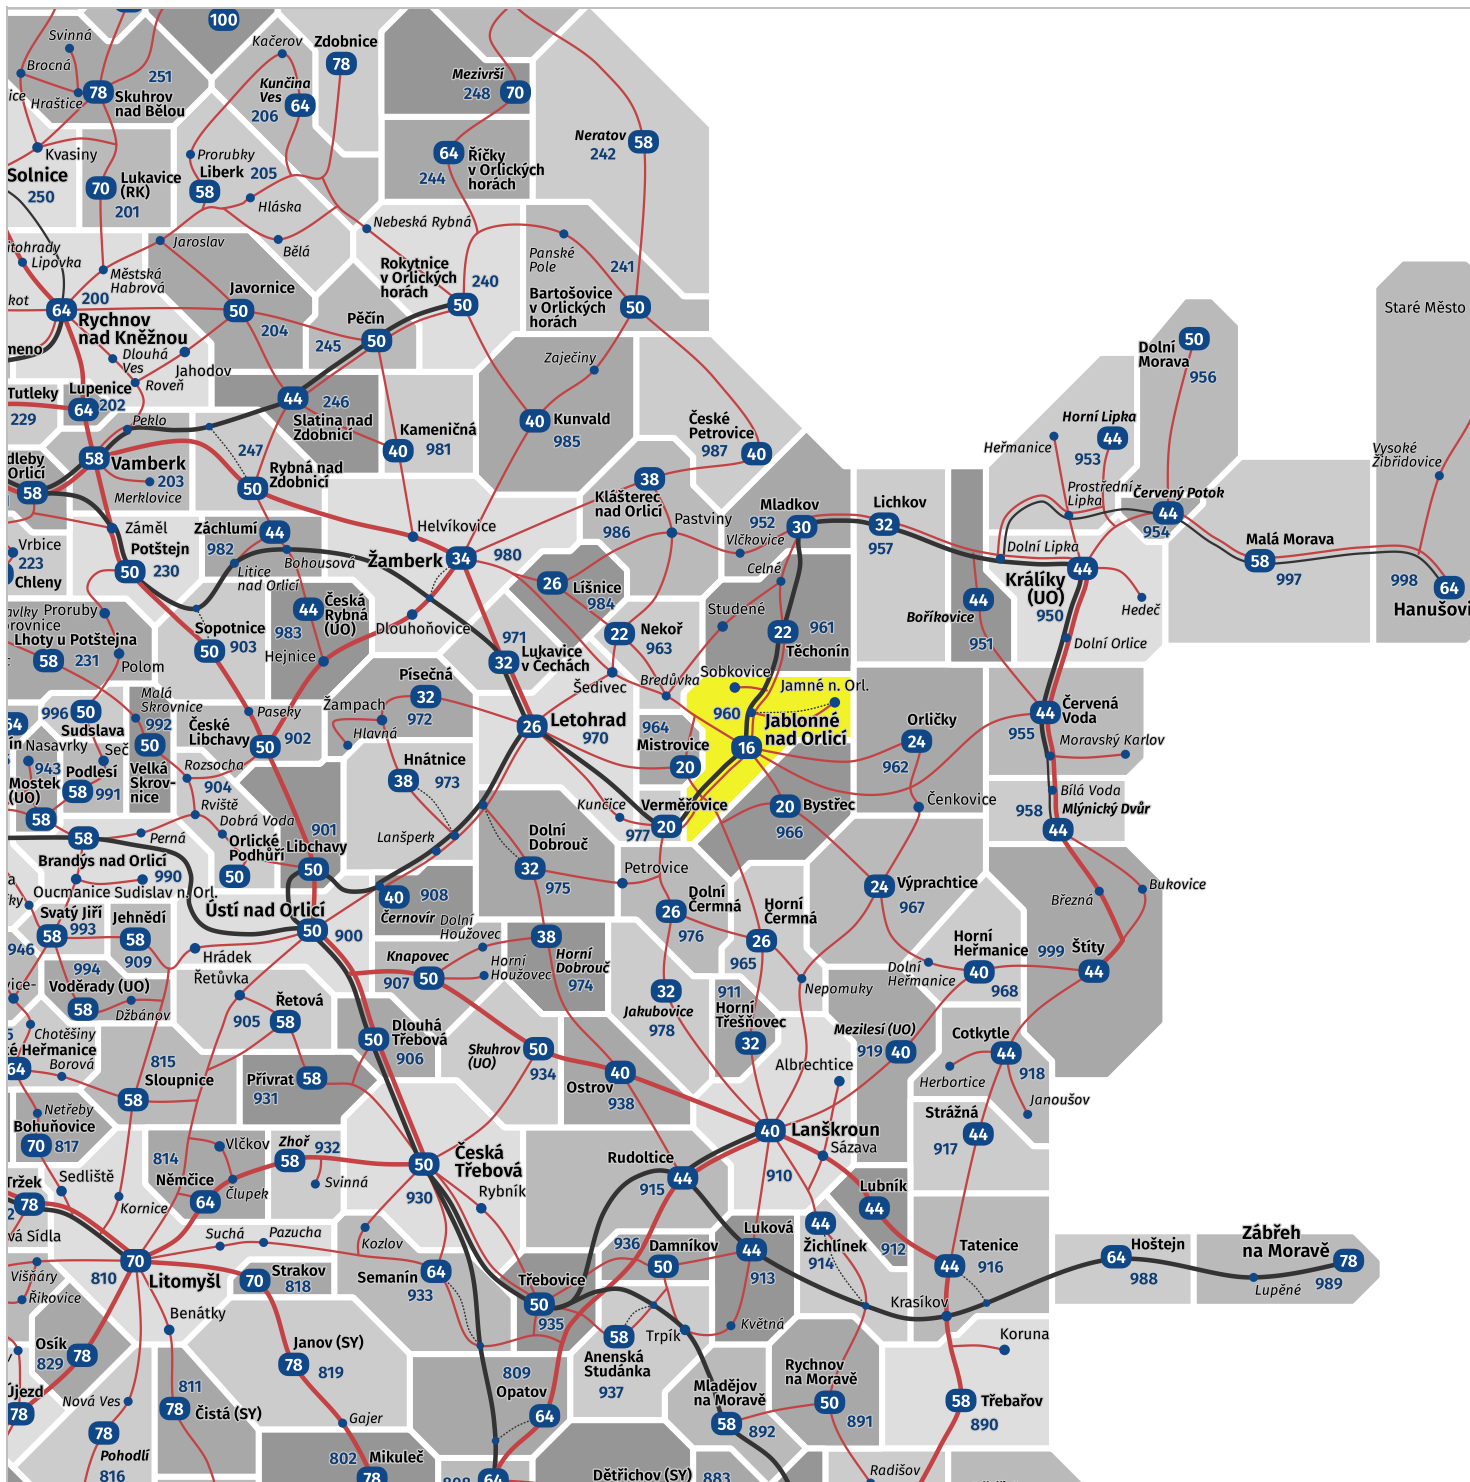 100
Svinná
Brocná
Hraštice
78
251
Skuhrov
nad Bělou
Kačerov
Zdobnice
78
Kunčina
Ves
64
206
Mezivrší
248
70
Neratov
58
242
64
Říčky
v Orlických
horách
244
Kvasiny
Solnice
250
70
Lukavice
(RK)
201
Prorubky
Liberk
205
58
Hláska
Bělá
Jaroslav
Nebeská Rybná
Lipovka
Městská
Habrová
Rokytnice
v Orlických
horách
240
50
Panské
Pole
241
Bartošovice
v Orlických
horách
50
64
200
Rychnov
nad Kněžnou
Javornice
50
204
Pěčín
245
50
Dlouhá
Ves
Jahodov
Roveň
Zaječiny
Staré Město
Dolní
Morava
50
956
Tutleky
229
Lupenice
64
202
44
246
Slatina nad
Zdobnicí
Kameničná
40
981
40
Kunvald
985
České
Petrovice
987
40
Horní Lipka
44
953
Heřmanice
Peklo
58
Vamberk
203
Merklovice
58
247
Rybná nad
Zdobnicí
50
38
Klášterec
nad Orlicí
986
Pastviny
Mladkov
952
30
Vlčkovice
Lichkov
32
957
Prostřední
Lipka
Červený Potok
44
954
Vysoké
Žibřidovice
Malá Morava
58
997
998
64
Hanušovi
Vrbice
223
Chleny
Záměl
Potštejn
50
230
Záchlumí
982
44
Bohousová
Litice
nad Orlicí
Helvíkovice
Žamberk
34
980
26
Líšnice
984
Celné
Dolní Lipka
44
Králíky
(UO)
950
Hedeč
Proruby
Lhoty u Potštejna
58
231
Polom
Sopotnice
50
903
44
Česká
Rybná
(UO)
983
Hejnice
Dlouhoňovice
971
32
Lukavice
v Čechách
22
Nekoř
963
Studené
22
961
Těchonín
Boříkovice
44
951
Dolní Orlice
996
50
Sudslava
Malá
Skrovnice
992
50
Velká
Skrov-
nice
Paseky
České
Libchavy
50
902
Písečná
32
972
Žampach
Hlavná
26
Letohrad
970
Šedivec
Bredůvka
Sobkovice
Jamné n. Orl.
960
16
Jablonné
nad Orlicí
964
Mistrovice
20
Orličky
24
962
44
Červená
Voda
955
Moravský Karlov
Nasavrky
943
Mostek
(UO)
58
Seč
Podlesí
58
991
Rozsocha
904
Rviště
Dobrá Voda
901
Hnátnice
38
973
Lanšperk
Kunčice
Verměřovice
977
20
20
Bystřec
966
Čenkovice
Bílá Voda
958
Mlýnický Dvůr
44
58
Perná
Brandýs nad Orlicí
990
Oucmanice
Sudislav n. Orl.
Orlické
Podhůří
50
Libchavy
50
40
908
Černovír
Dolní
Dobrouč
32
975
Petrovice
Dolní
Čermná
26
976
Horní
Čermná
26
965
24
Výprachtice
967
Bukovice
Březná
Svatý Jiří
58
993
Jehnědí
58
909
946
994
Ústí nad Orlicí
50
900
Hrádek
Řetůvka
Dolní
Houžovec
Knapovec
907
50
Horní
Houžovec
38
Horní
Dobrouč
974
32
Jakubovice
978
Nepomuky
Dolní
Heřmanice
Horní
Heřmanice
40
968
999
Štíty
44
Voděrady (UO)
58
Džbánov
Řetová
905
58
Dlouhá
Třebová
50
906
Skuhrov
(UO)
50
934
40
Ostrov
938
911
Horní
Třešňovec
32
Albrechtice
Mezilesí (UO)
919
40
Cotkytle
44
918
Herbortice
Janoušov
Chotěšiny
Heřmanice
64
Borová
815
Sloupnice
58
Přívrat
58
931
Netřeby
Bohuňovice
70
817
Strážná
917
44
814
Vlčkov
Němčice
64
Člupek
Zhoř
932
58
Svinná
50
Česká
Třebová
930
Rybník
40
Lanškroun
910
Sázava
Rudoltice
915
44
Lubník
44
912
Tržek
78
Sedliště
Kornice
Suchá
Pazucha
Kozlov
Luková
44
913
44
Žichlínek
914
Tatenice
44
916
Krasíkov
64
Hoštejn
988
Zábřeh
na Moravě
78
Lupěné
989
vá Sídla
70
810
Litomyšl
70
Strakov
818
Semanín
64
933
Třebovice
50
935
936
Damníkov
50
58
Anenská
Studánka
937
Trpík
Květná
Višňáry
Řikovice
Benátky
Osík
829
78
Janov (SY)
78
819
809
Opatov
64
Rychnov
na Moravě
50
891
Koruna
58
Třebařov
890
Mladějov
na Moravě
58
892
Újezd
78
Nová Ves
811
78
Čistá (SY)
Gajer
78
Pohodlí
816
802
Mikuleč
78
64
Dětřichov (SY)
883
Radišov